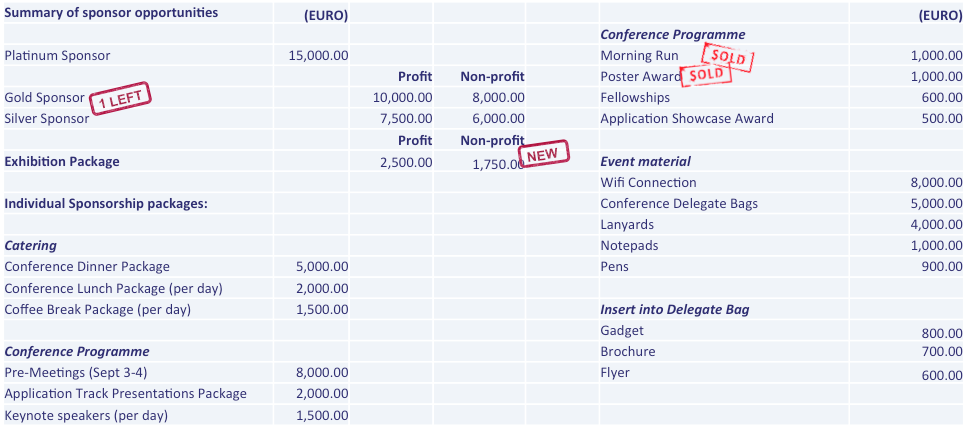 Summary of sponsor opportunities (EURO)
Platinum Sponsor 15,000.00
Profit Non-profit
Gold Sponsor 1 LEFT 10,000.00 8,000.00
Silver Sponsor 7,500.00 6,000.00
Profit Non-profit
Exhibition Package 2,500.00 1,750.00 NEW
Individual Sponsorship packages:
Catering
Conference Dinner Package 5,000.00
Conference Lunch Package (per day) 2,000.00
Coffee Break Package (per day) 1,500.00
Conference Programme
Pre-Meetings (Sept 3-4) 8,000.00
Application Track Presentations Package 2,000.00
Keynote speakers (per day) 1,500.00
(EURO)
Conference Programme
Morning Run SOLD 1,000.00
Poster Award SOLD 1,000.00
Fellowships 600.00
Application Showcase Award 500.00
Event material
Wifi Connection 8,000.00
Conference Delegate Bags 5,000.00
Lanyards 4,000.00
Notepads 1,000.00
Pens 900.00
Insert into Delegate Bag
Gadget 800.00
Brochure 700.00
Flyer 600.00